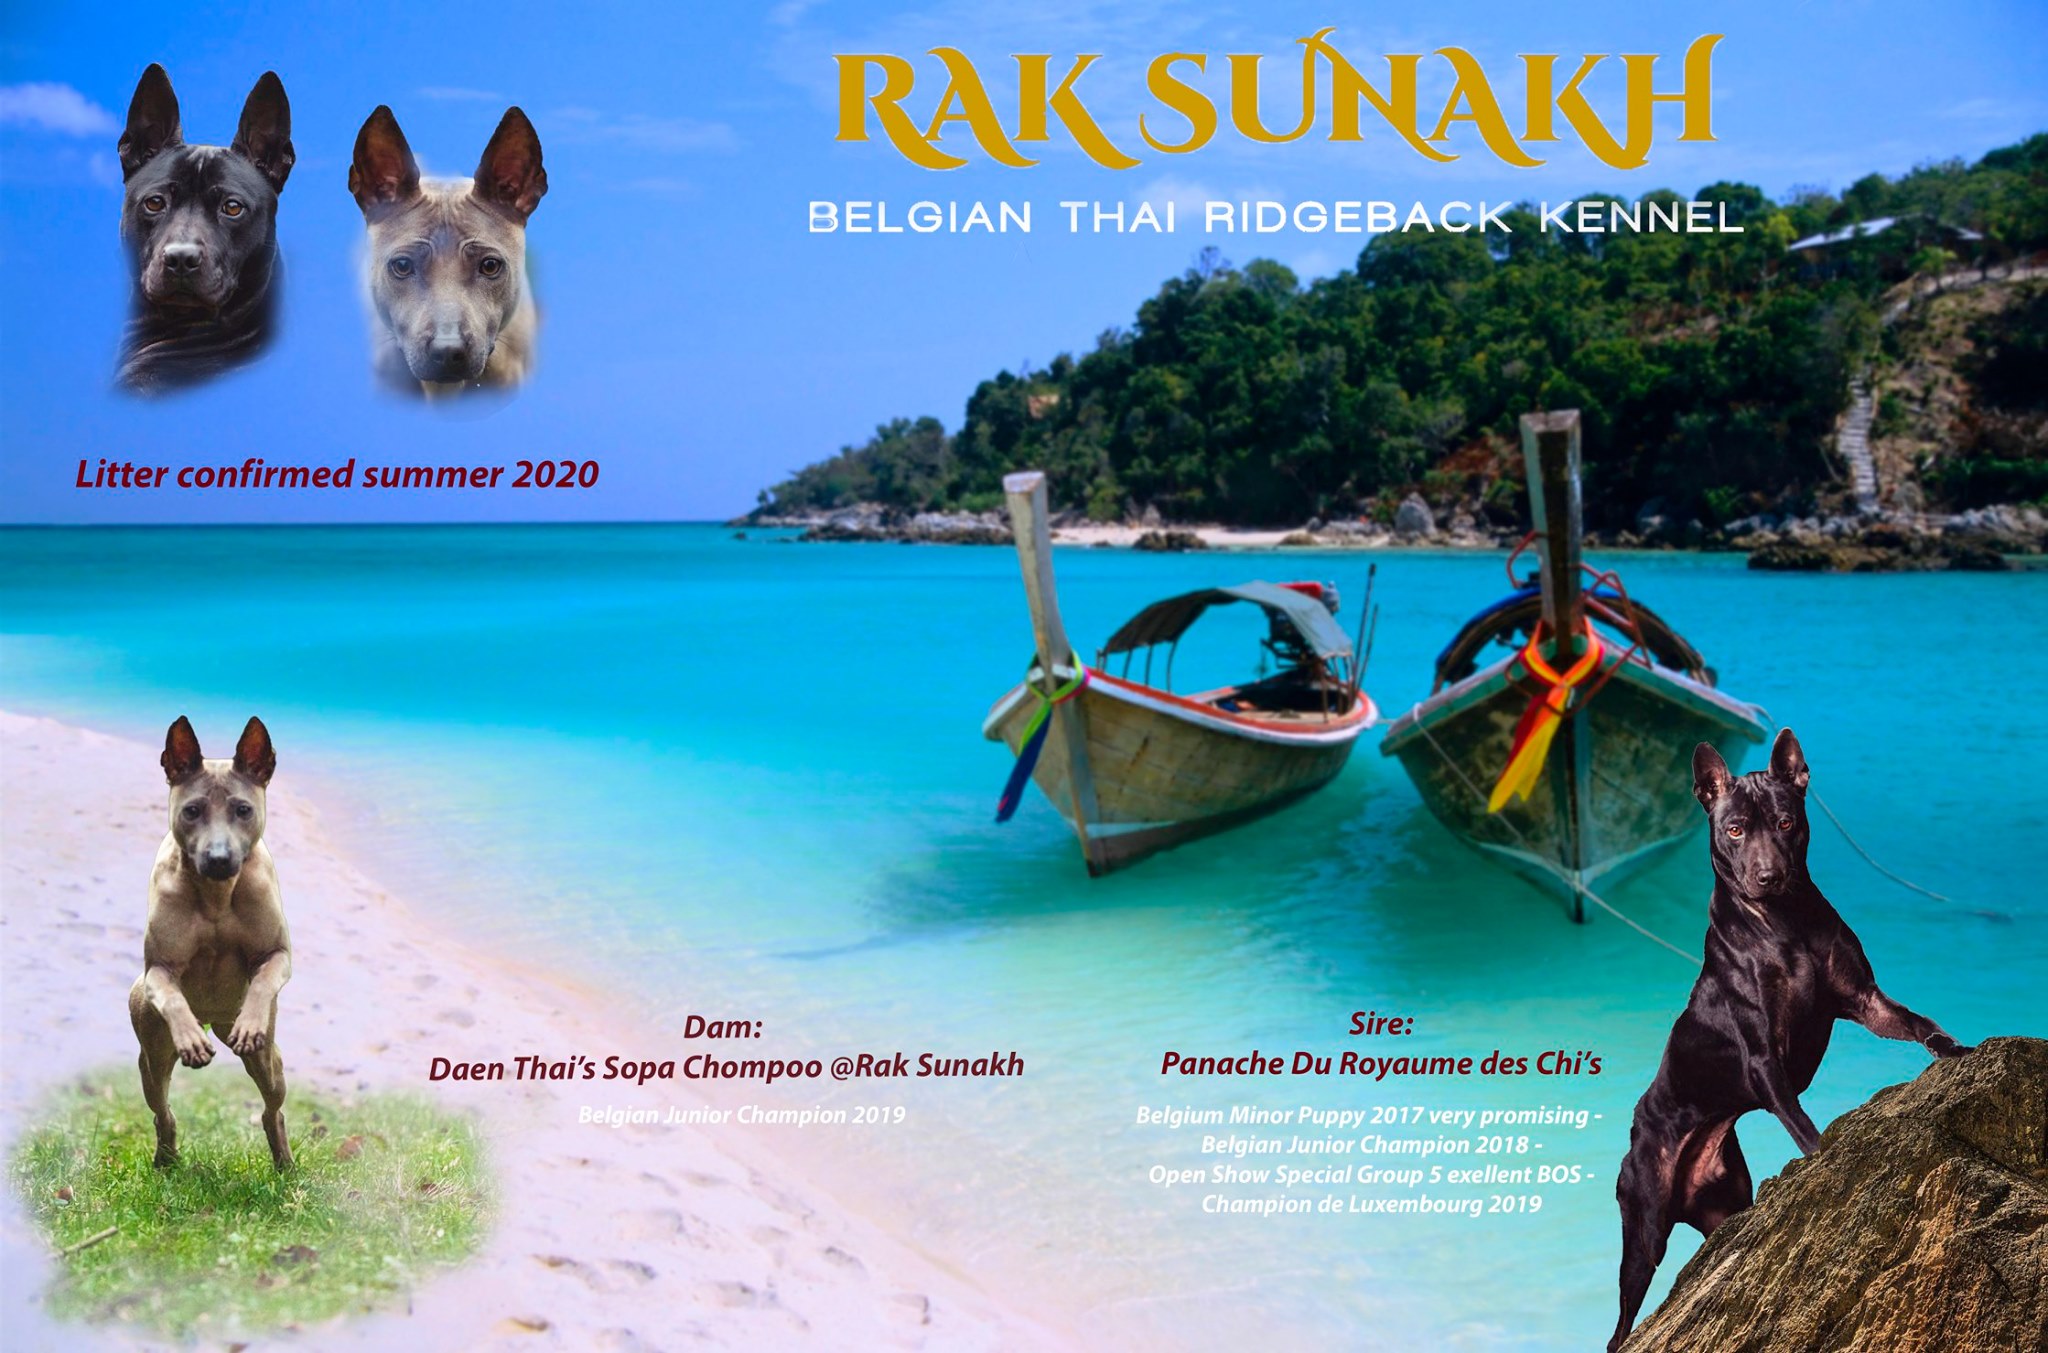 RAK SUNAKH
BELGIAN THAI RIDGEBACK KENNEL
Litter confirmed summer 2020
Dam:
Daen Thai's Sopa Chompoo @Rak Sunakh
Belgian Junior Champion 2019
Sire:
Panache Du Royaume des Chi's
Belgium Minor Puppy 2017 very promising -
Belgian Junior Champion 2018 -
Open Show Special Group 5 exellent BOS -
Champion de Luxembourg 2019